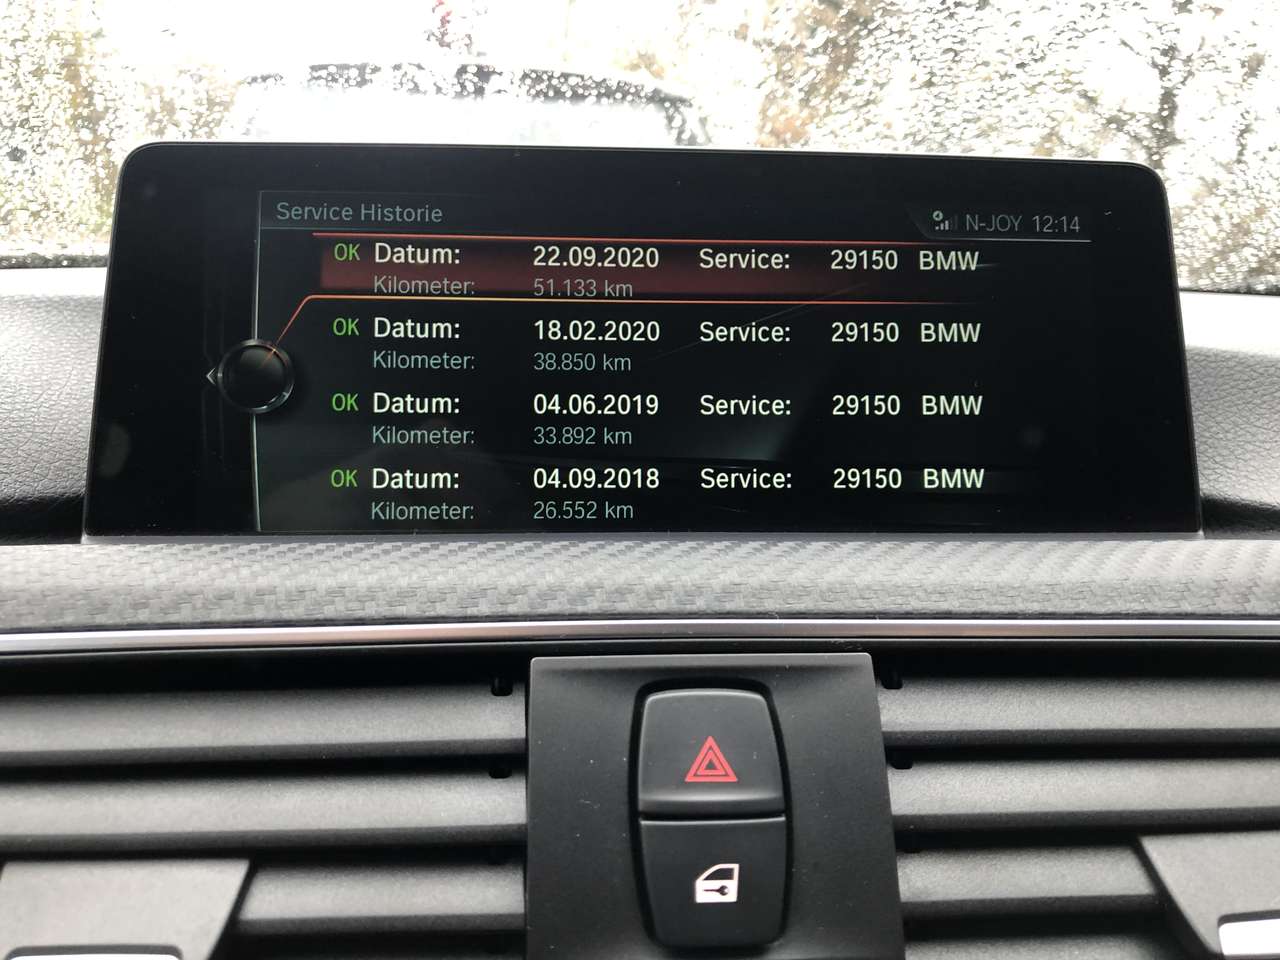 Service Historie
N-JOY 12:14
OK Datum: 22.09.2020 Service: 29150 BMW
Kilometer: 51.133 km
OK Datum: 18.02.2020 Service: 29150 BMW
Kilometer: 38.850 km
OK Datum: 04.06.2019 Service: 29150 BMW
Kilometer: 33.892 km
OK Datum: 04.09.2018 Service: 29150 BMW
Kilometer: 26.552 km